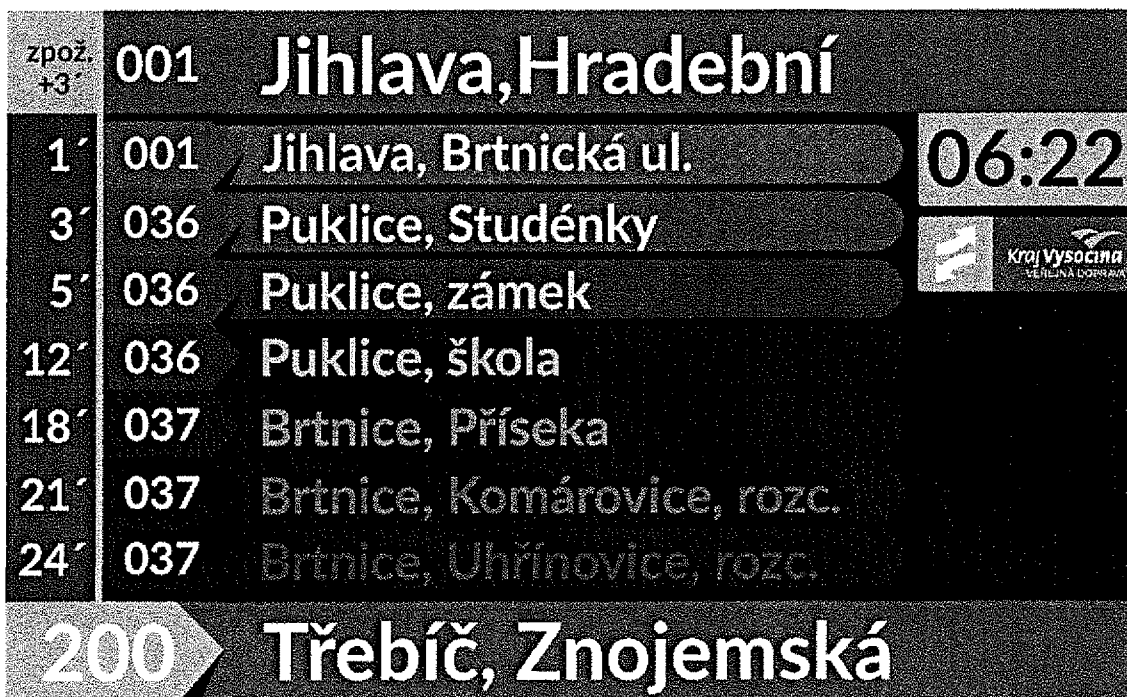 zpož.
+3´
001
Jihlava,Hradební
1´ 001 Jihlava, Brtnická ul.
06:22
3´ 036 Puklice, Studénky
Kraj Vysočina
VEŘEJNÁ DOPRAVA
5´ 036 Puklice, zámek
12´ 036 Puklice, škola
18´ 037 Brtnice, Příseka
21´ 037 Brtnice, Komárovice, rozc.
24´ 037 Brtnice, Uhřínovice, rozc.
200 Třebíč, Znojemská